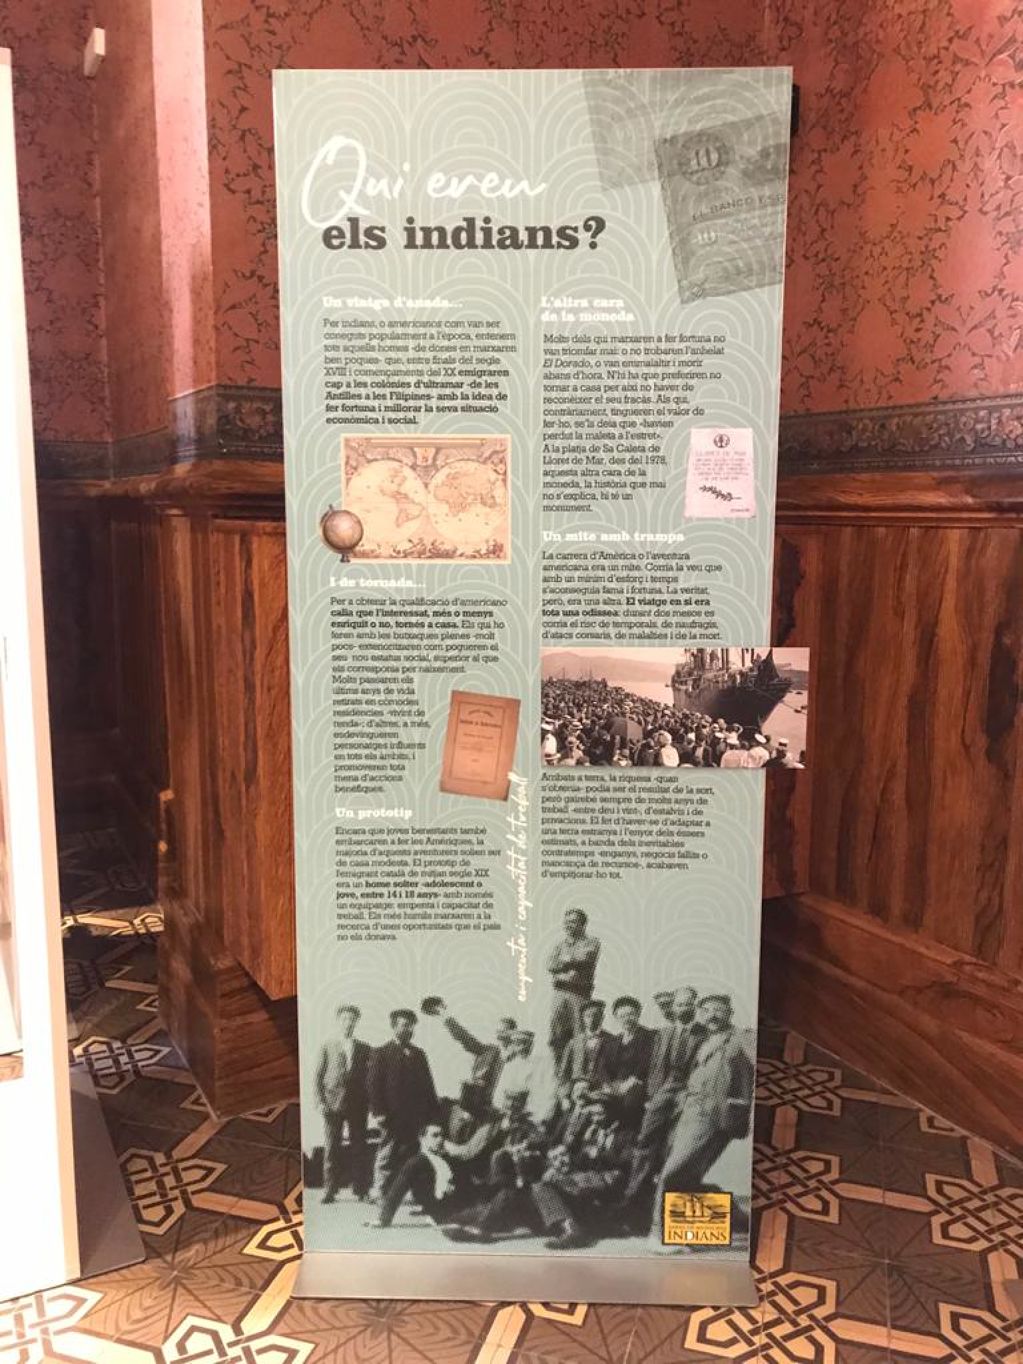 Qui eren
els indians?
Un viatge d'anada...
Per indians, o americanos com van ser
coneguts popularment a l'època, entenem
tots aquells homes -de dones en marxaren
ben poques- que, entre finals del segle
XVIII i començaments del XX emigraren
cap a les colònies d'ultramar -de les
Antilles a les Filipines- amb la idea de
fer fortuna i millorar la seva situació
econòmica i social.
I de tornada...
Per a obtenir la qualificació d'americano
calia que l'interessat, més o menys
enriquit o no, tornés a casa. Els qui ho
feren amb les butxaques plenes -molt
pocs- exterioritzaren com pogueren el
seu nou estatus social, superior al que
els corresponia per naixement.
Molts passaren els
últims anys de vida
retirats en còmodes
residències -vivint de
renda-; d'altres, a més,
esdevingueren
personatges influents
en tots els àmbits, i
promoveren tota
mena d'accions
benèfiques.
Un prototip
Encara que joves benestants també
embarcaren a fer les Amèriques, la
majoria d'aquests aventurers solien ser
de casa modesta. El prototip de
l'emigrant català de mitjan segle XIX
era un home solter -adolescent o
jove, entre 14 i 18 anys- amb només
un equipatge: empenta i capacitat de
treball. Els més humils marxaren a la
recerca d'unes oportunitats que el país
no els donava.
empenta i capacitat de treball
L'altra cara
de la moneda
Molts dels qui marxaren a fer fortuna no
van triomfar mai: o no trobaren l'anhelat
El Dorado, o van emmalaltir i morir
abans d'hora. N'hi ha que preferiren no
tornar a casa per així no haver de
reconèixer el seu fracàs. Als qui,
contràriament, tingueren el valor de
fer-ho, se'ls deia que «havien
perdut la maleta a l'estret».
A la platja de Sa Caleta de
Lloret de Mar, des del 1978,
aquesta altra cara de la
moneda, la història que mai
no s'explica, hi té un
monument.
Un mite amb trampa
La carrera d'Amèrica o l'aventura
americana era un mite. Corria la veu que
amb un mínim d'esforç i temps
s'aconseguia fama i fortuna. La veritat,
però, era una altra. El viatge en si era
tota una odissea: durant dos mesos es
corria el risc de temporals, de naufragis,
d'atacs corsaris, de malalties i de la mort.
Arribats a terra, la riquesa -quan
s'obtenia- podia ser el resultat de la sort,
però gairebé sempre de molts anys de
treball -entre deu i vint-, d'estalvis i de
privacions. El fet d'haver-se d'adaptar a
una terra estranya i l'enyor dels éssers
estimats, a banda dels inevitables
contratemps -enganys, negocis fallits o
mancança de recursos-, acabaven
d'empitjorar-ho tot.
10
EL BANCO ESP
10
INDIANS